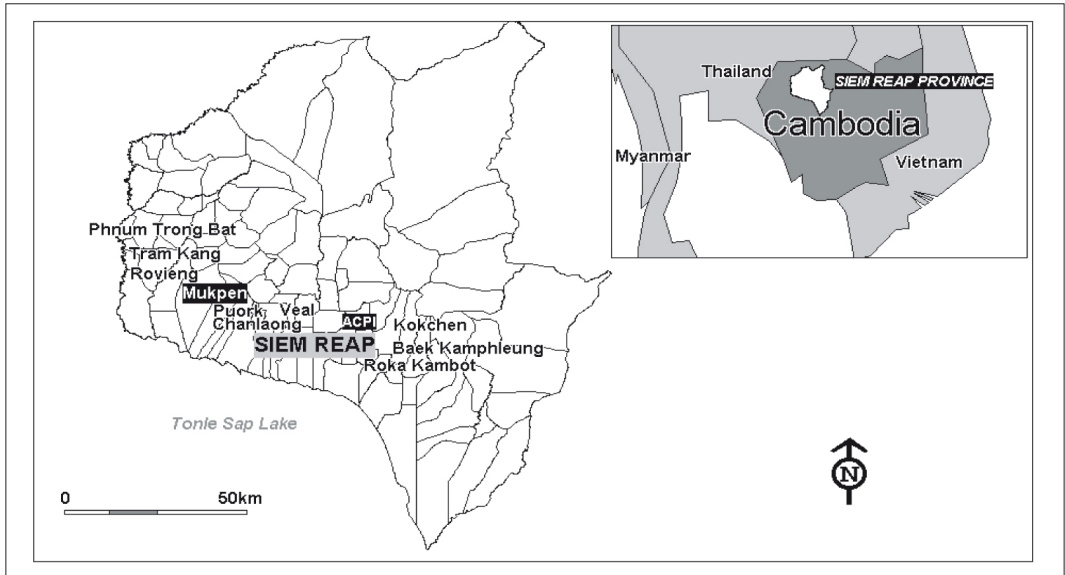 Phnum Trong Bat
Tram Kang
Rovieng
Mukpen
Puork
Veal
Chanlaong
ACPI
Kokchen
SIEM REAP
Baek Kamphleung
Roka Kambot
Tonle Sap Lake
0
50km
Thailand
SIEM REAP PROVINCE
Cambodia
Myanmar
Vietnam
N